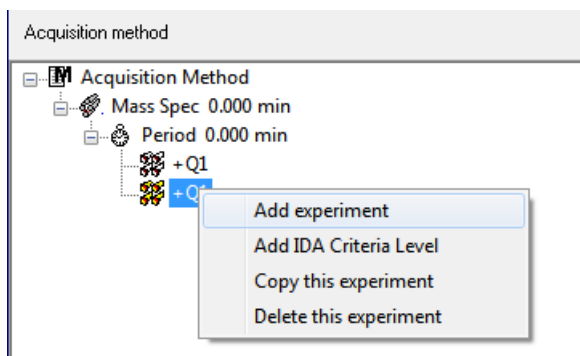 Acquisition method
Acquisition Method
Mass Spec 0.000 min
Period 0.000 min
+Q1
+Q1
Add experiment
Add IDA Criteria Level
Copy this experiment
Delete this experiment